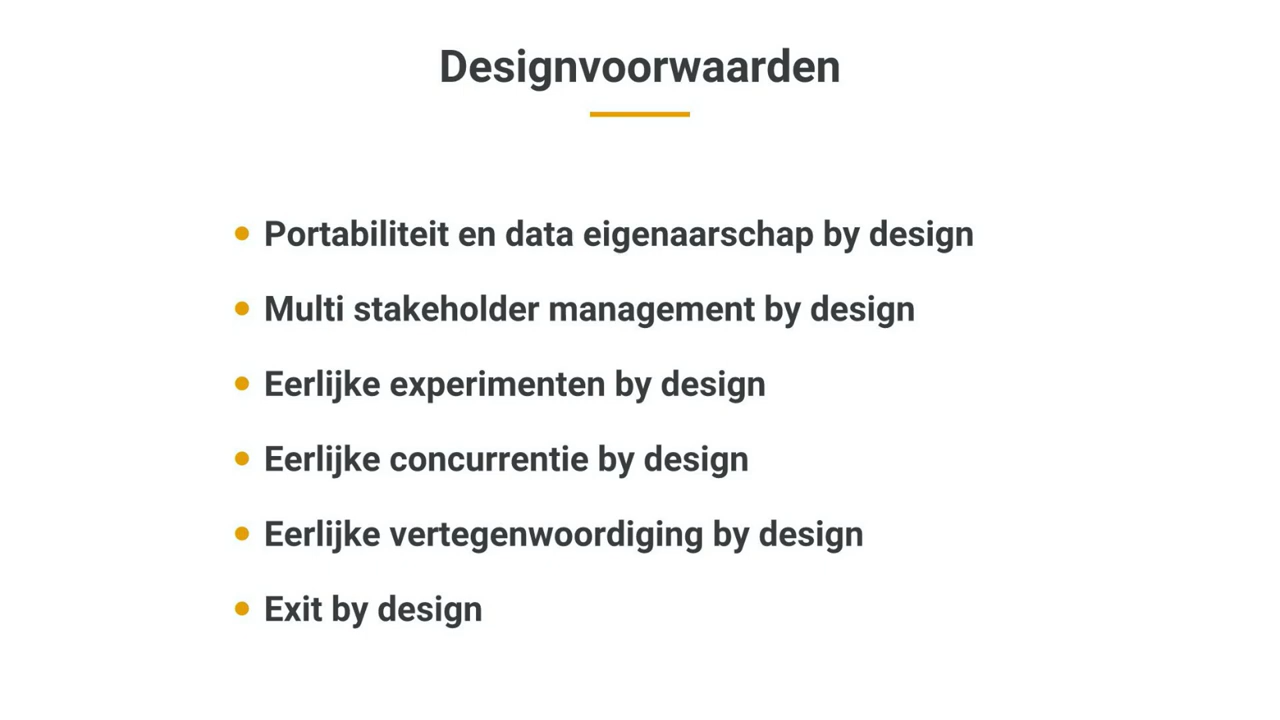 Designvoorwaarden
Portabiliteit en data eigenaarschap by design
Multi stakeholder management by design
Eerlijke experimenten by design
Eerlijke concurrentie by design
Eerlijke vertegenwoordiging by design
Exit by design